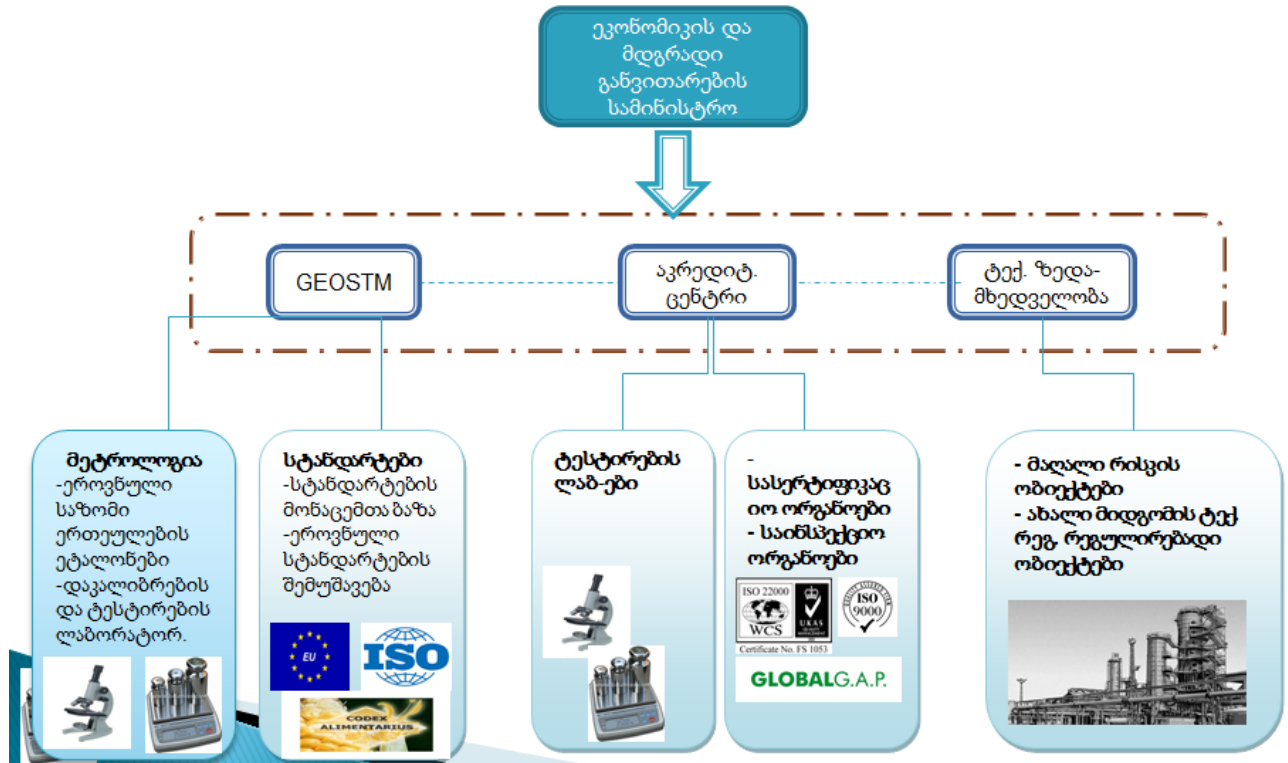 ეკონომიკის და
მდგრადი
განვითარების
სამინისტრო
GEOSTM
აკრედიტ.
ცენტრი
ტექ. ზედა-
მხედველობა
მეტროლოგია
-ეროვნული
საზომი
ერთეულების
ეტალონები
-დაკალიბრების
და ტესტირების
ლაბორატორ.
სტანდარტები
-სტანდარტების
მონაცემთა ბაზა
-ეროვნული
სტანდარტების
შემუშავება
EU
ISO
CODEX
ALIMENTARIUS
ტესტირების
ლაბ-ები
-
სასერტიფიკაც
იო ორგანოები
- საინსპექციო
ორგანოები
ISO 22000
WCS
UKAS
QUALITY
MANAGEMENT
Certificate No. FS 1053
ISO
9000
GLOBALG.A.P.
- მაღალი რისკის
ობიექტები
- ახალი მიდგომის ტექ.
რეგ. რეგულირებადი
ობიექტები